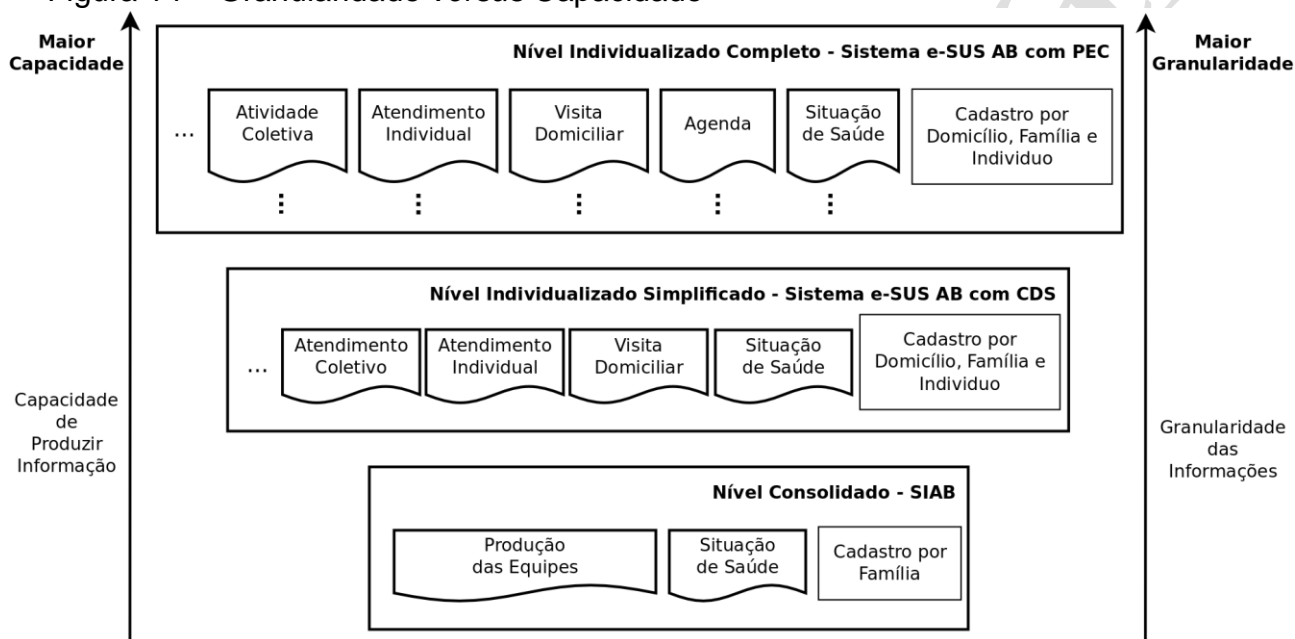 Granularidade versus Capacidade
Maior
Capacidade
Maior
Granularidade
Nível Individualizado Completo - Sistema e-SUS AB com PEC
...
Atividade
Coletiva
Atendimento
Individual
Visita
Domiciliar
Agenda
Situação
de Saúde
Cadastro por
Domicílio, Família e
Individuo
Nível Individualizado Simplificado - Sistema e-SUS AB com CDS
...
Atendimento
Coletivo
Atendimento
Individual
Visita
Domiciliar
Situação
de Saúde
Cadastro por
Domicílio, Família e
Individuo
Capacidade
de
Produzir
Informação
Granularidade
das
Informações
Nível Consolidado - SIAB
Produção
das Equipes
Situação
de Saúde
Cadastro por
Família